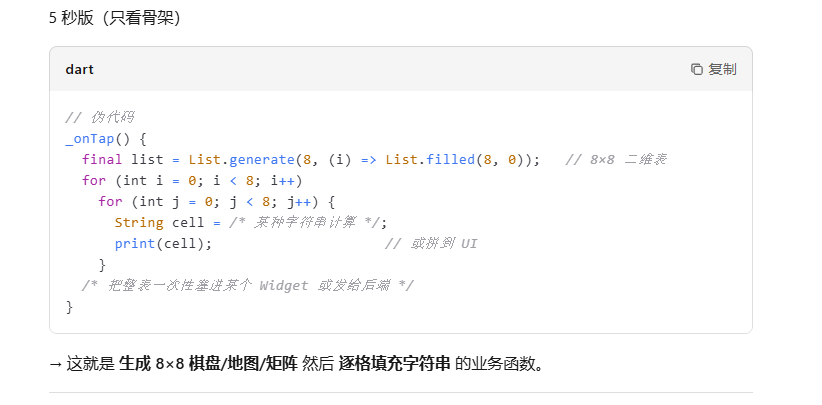 5 秒版（只看骨架）
dart
复制
// 伪代码
_onTap() {
  final list = List.generate(8, (i) => List.filled(8, 0));   // 8×8 二维表
  for (int i = 0; i < 8; i++)
    for (int j = 0; j < 8; j++) {
      String cell = /* 某种字符串计算 */;
      print(cell);                     // 或拼到 UI
    }
  /* 把整表一次性塞进某个 Widget 或发给后端 */
}
→ 这就是 生成 8×8 棋盘/地图/矩阵 然后 逐格填充字符串 的业务函数。